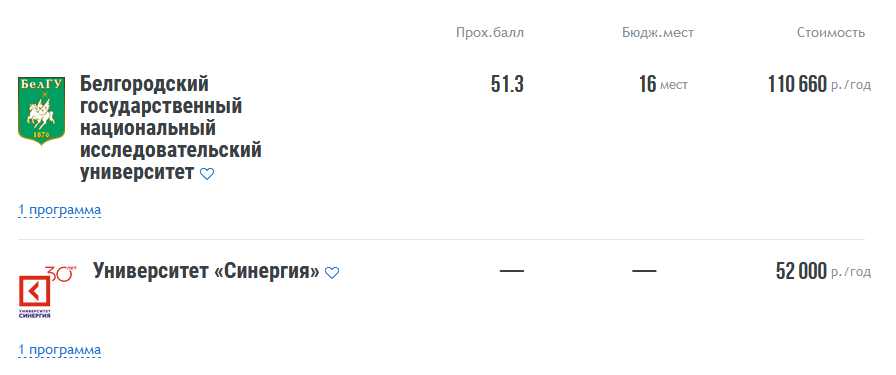 Прох.балл Бюдж.мест Стоимость
БелГУ
1876
Белгородский
государственный
национальный
исследовательский
университет
51.3 16 мест 110 660 р./год
1 программа
30 лет
УНИВЕРСИТЕТ
СИНЕРГИЯ
Университет «Синергия» — — 52 000 р./год
1 программа